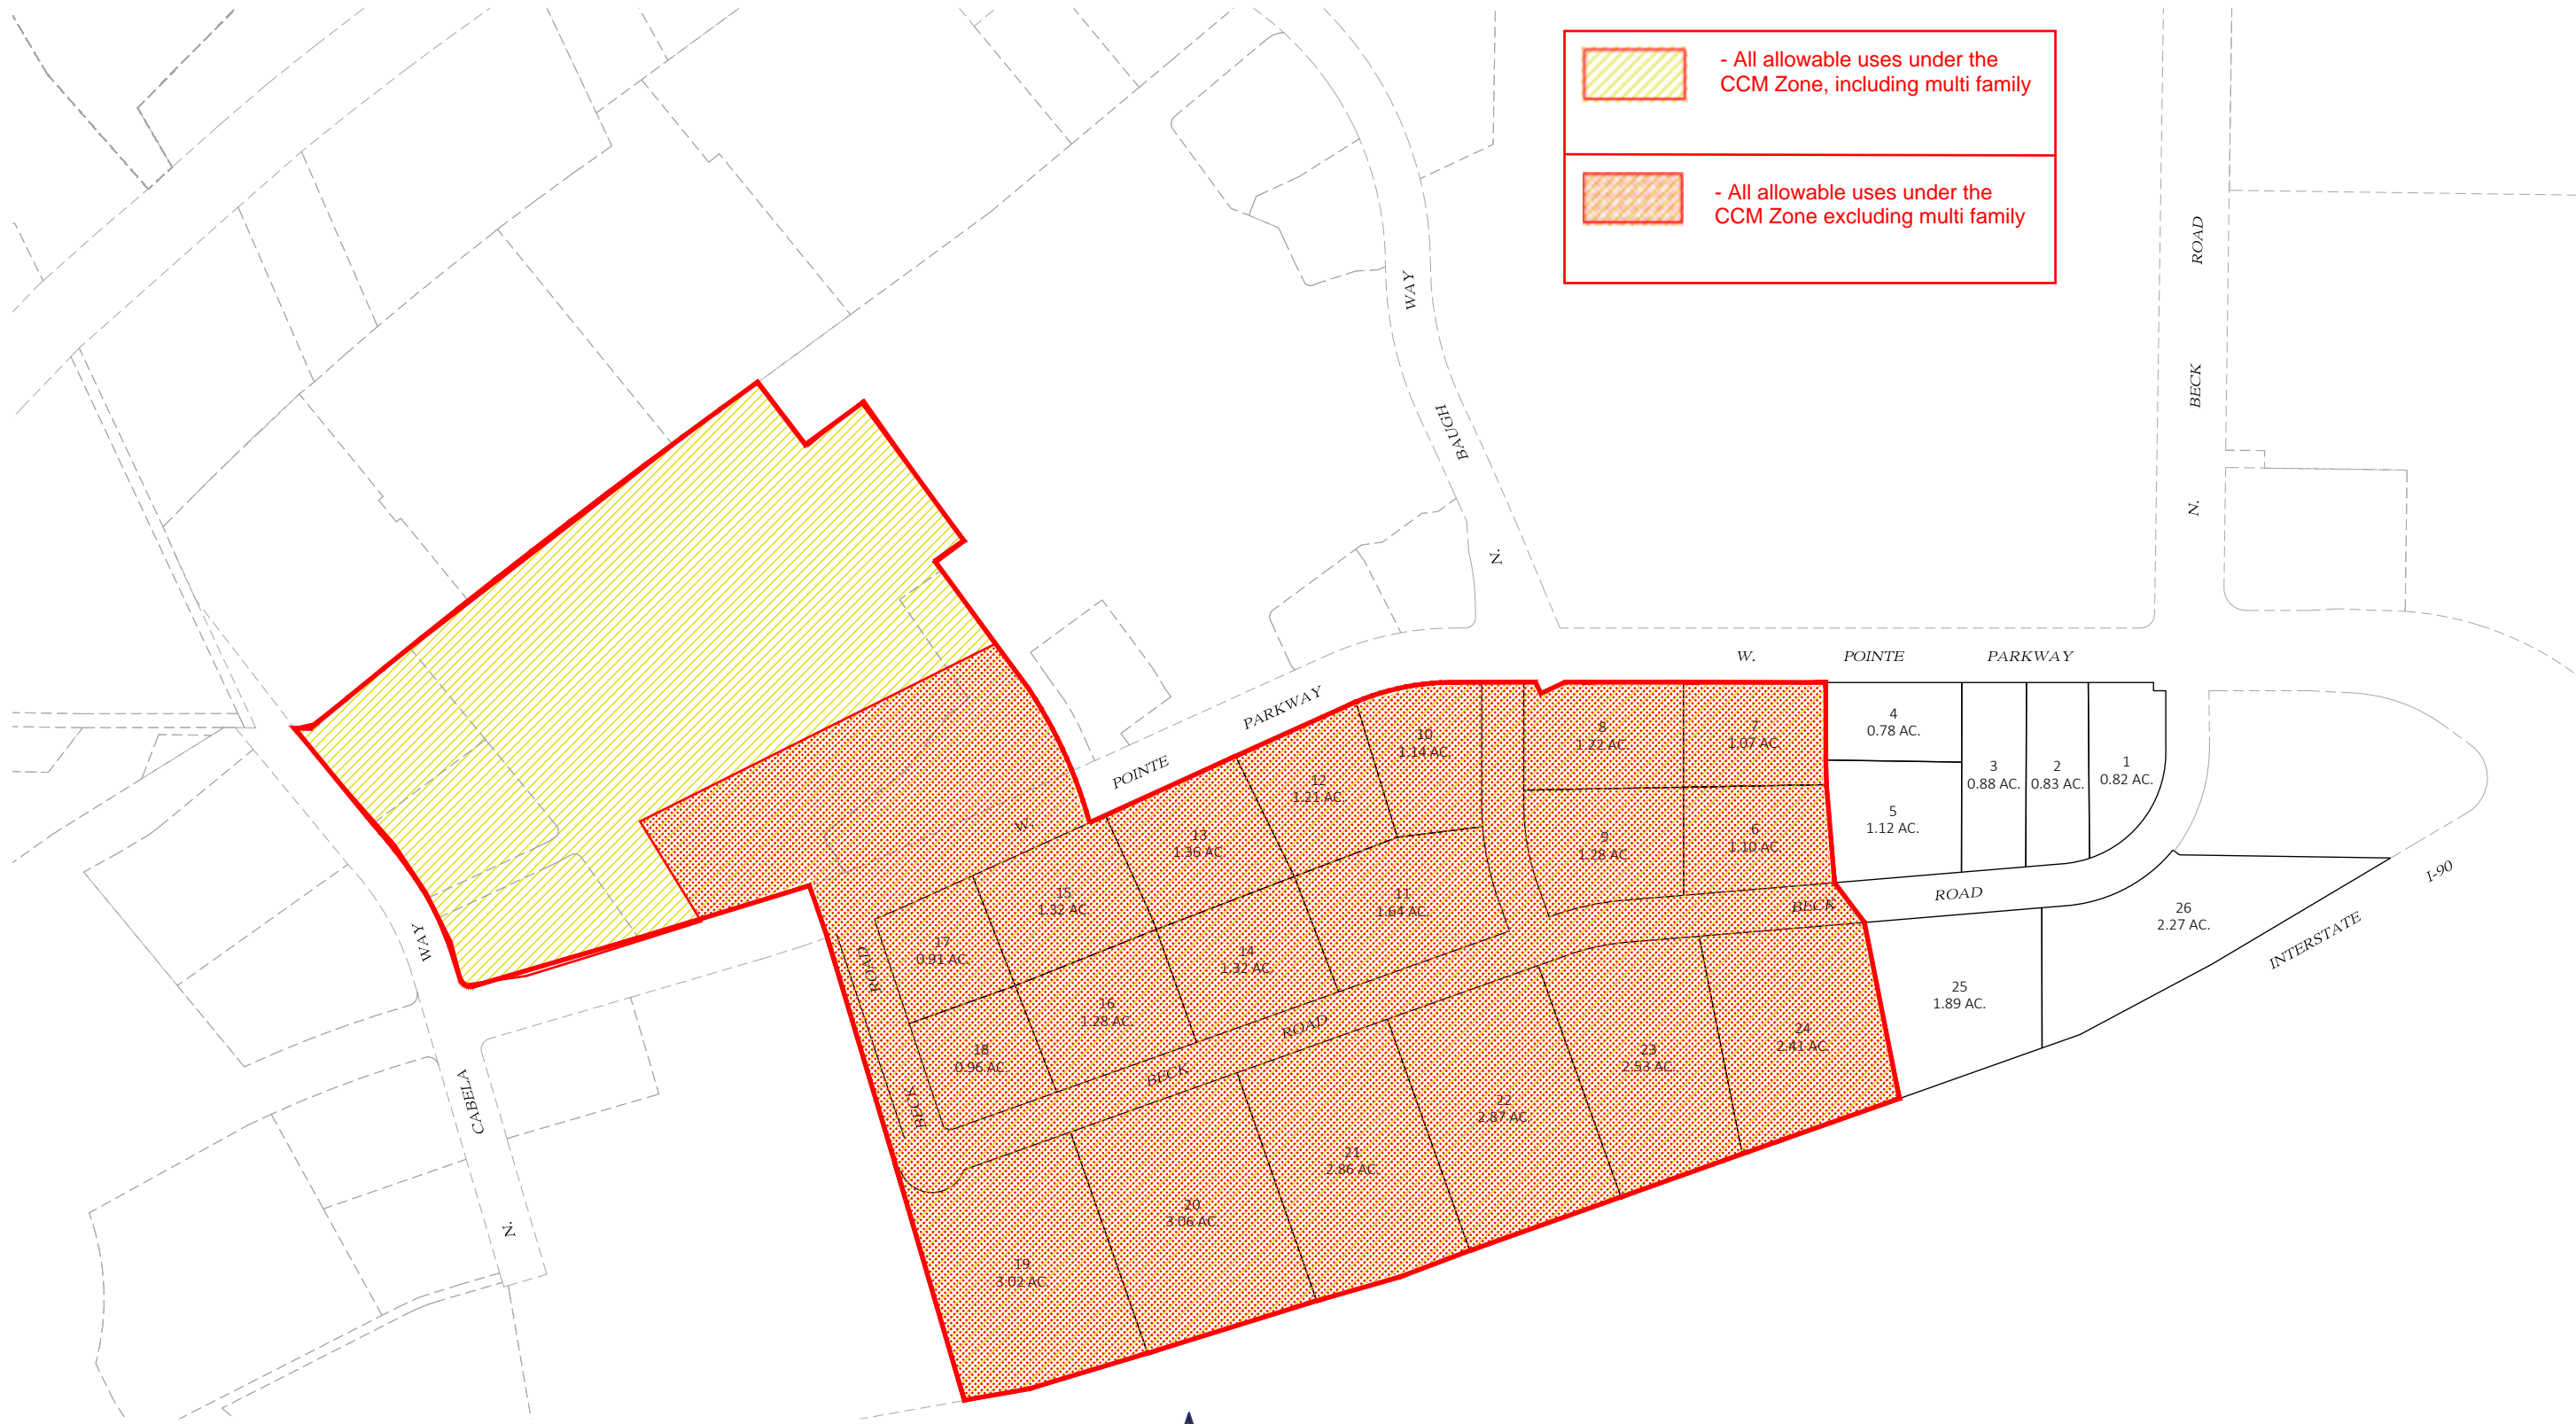 - All allowable uses under the
CCM Zone, including multi family
- All allowable uses under the
CCM Zone excluding multi family
WAY
BAUGH
N.
ROAD
BECK
N.
W. POINTE PARKWAY
POINTE PARKWAY
W.
4
0.78 AC.
3
0.88 AC.
2
0.83 AC.
1
0.82 AC.
5
1.12 AC.
10
1.14 AC.
8
1.22 AC.
7
1.07 AC.
12
1.21 AC.
13
1.36 AC.
9
1.28 AC.
6
1.10 AC.
15
1.32 AC.
11
1.64 AC.
BECK ROAD
I-90
INTERSTATE
26
2.27 AC.
25
1.89 AC.
17
0.91 AC.
14
1.32 AC.
16
1.28 AC.
18
0.96 AC.
ROAD
BECK
BECK ROAD
24
2.41 AC.
23
2.53 AC.
22
2.87 AC.
21
2.86 AC.
20
3.06 AC.
19
3.02 AC.
WAY
CABELA
N.